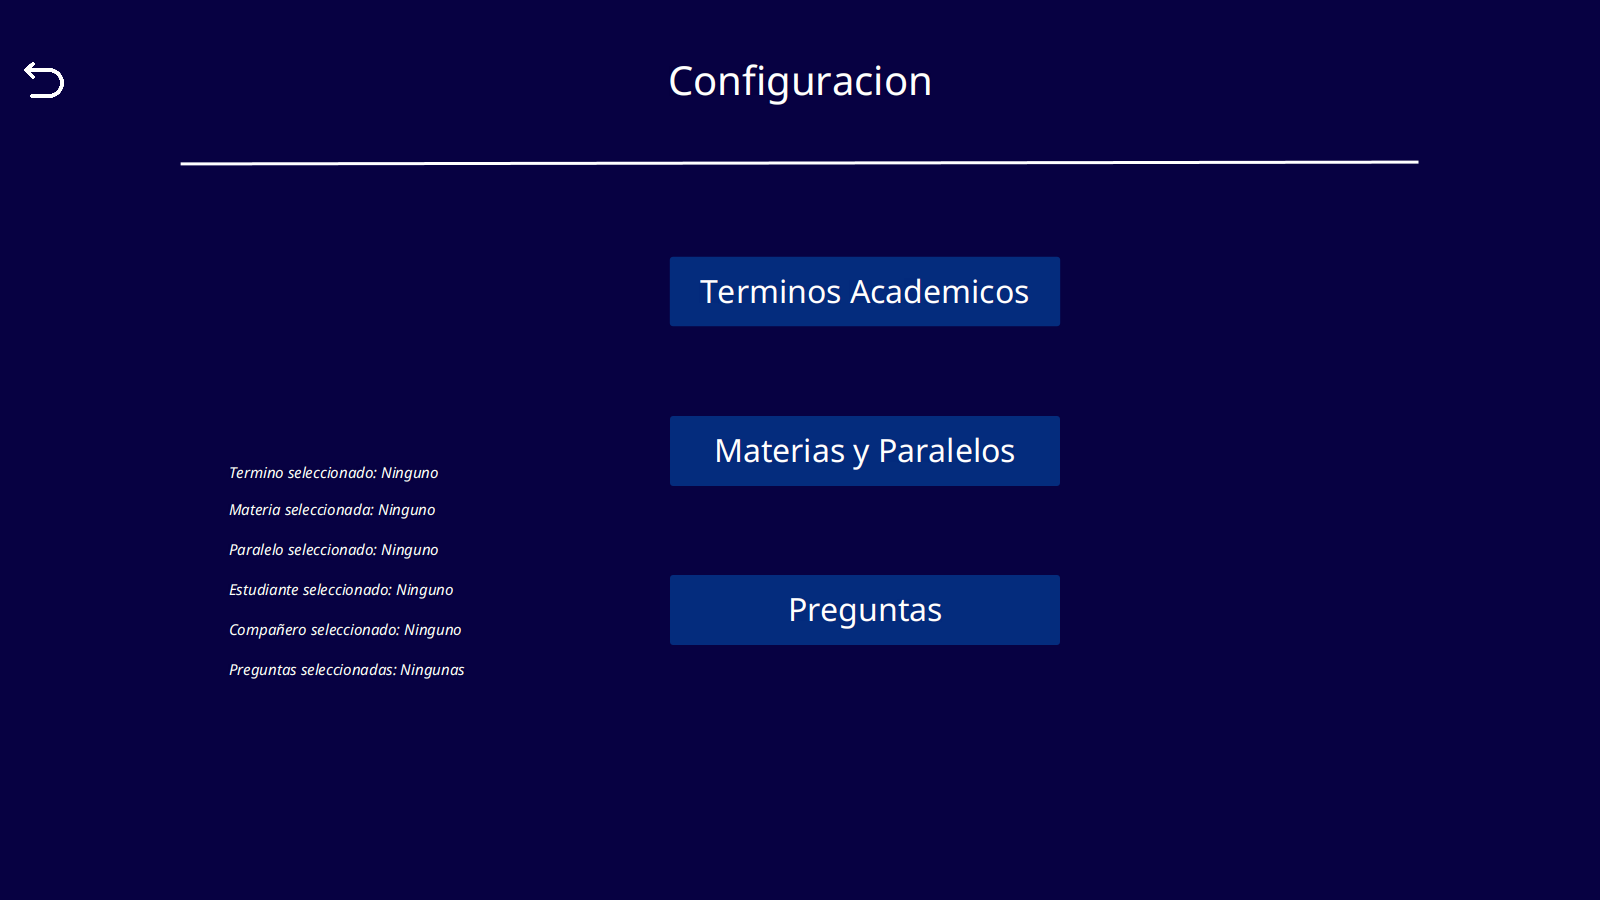 Configuracion
Terminos Academicos
Materias y Paralelos
Preguntas
Termino seleccionado: Ninguno
Materia seleccionada: Ninguno
Paralelo seleccionado: Ninguno
Estudiante seleccionado: Ninguno
Compañero seleccionado: Ninguno
Preguntas seleccionadas: Ningunas